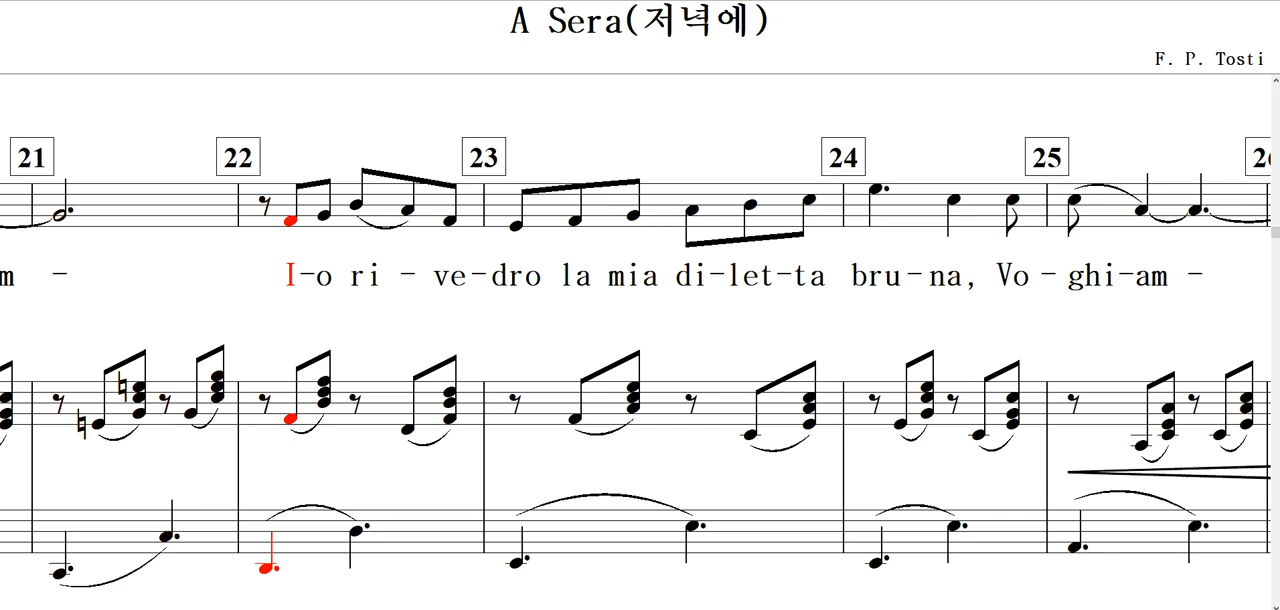 A Sera(저녁에)
F. P. Tosti
21 22 23 24 25
m - I-o ri - ve-dro la mia di-let-ta bru-na, Vo-ghi-am -